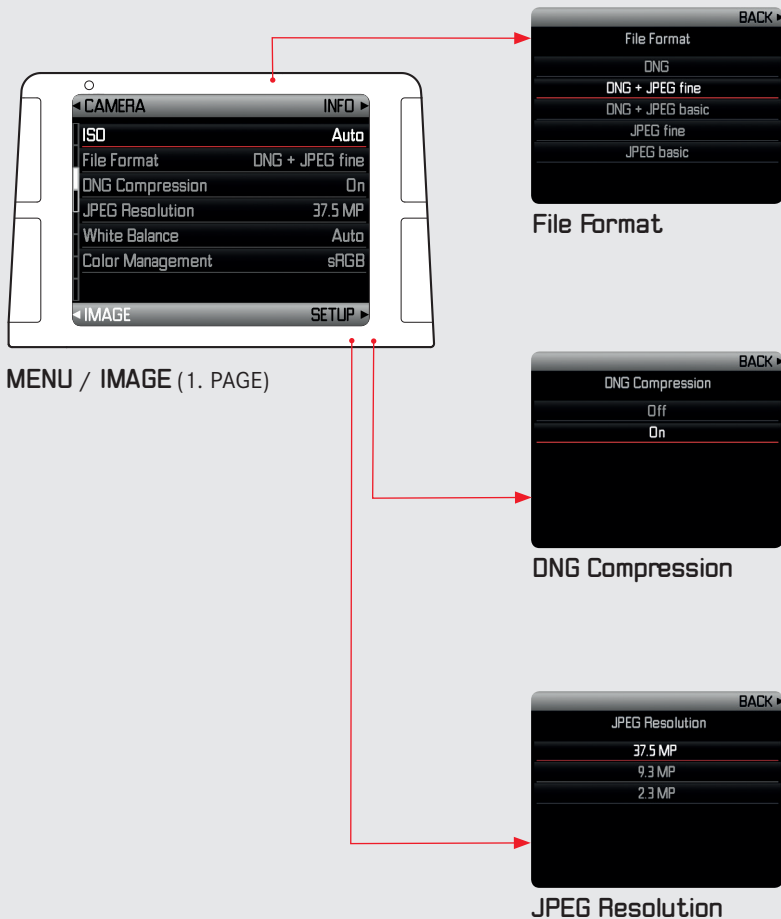 CAMERA INFO
ISO Auto
File Format DNG + JPEG fine
DNG Compression On
JPEG Resolution 37.5 MP
White Balance Auto
Color Management sRGB
IMAGE SETUP
MENU / IMAGE (1. PAGE)
BACK
File Format
DNG
DNG + JPEG fine
DNG + JPEG basic
JPEG fine
JPEG basic
File Format
BACK
DNG Compression
Off
On
DNG Compression
BACK
JPEG Resolution
37.5 MP
9.3 MP
2.3 MP
JPEG Resolution